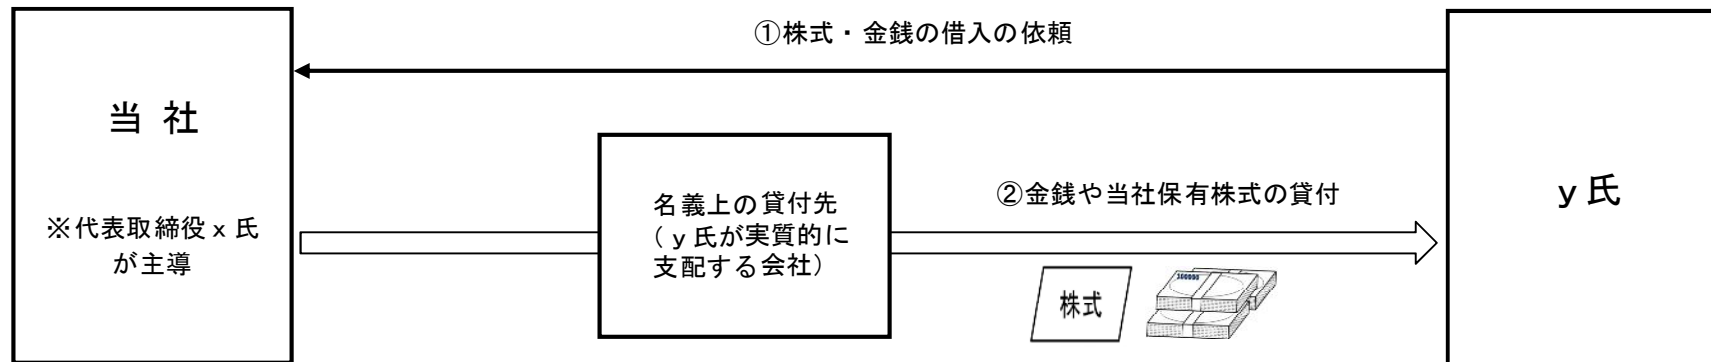 ①株式・金銭の借入の依頼
当 社
※代表取締役ｘ氏
が主導
名義上の貸付先
（ｙ氏が実質的に
支配する会社）
②金銭や当社保有株式の貸付
株式
ｙ氏